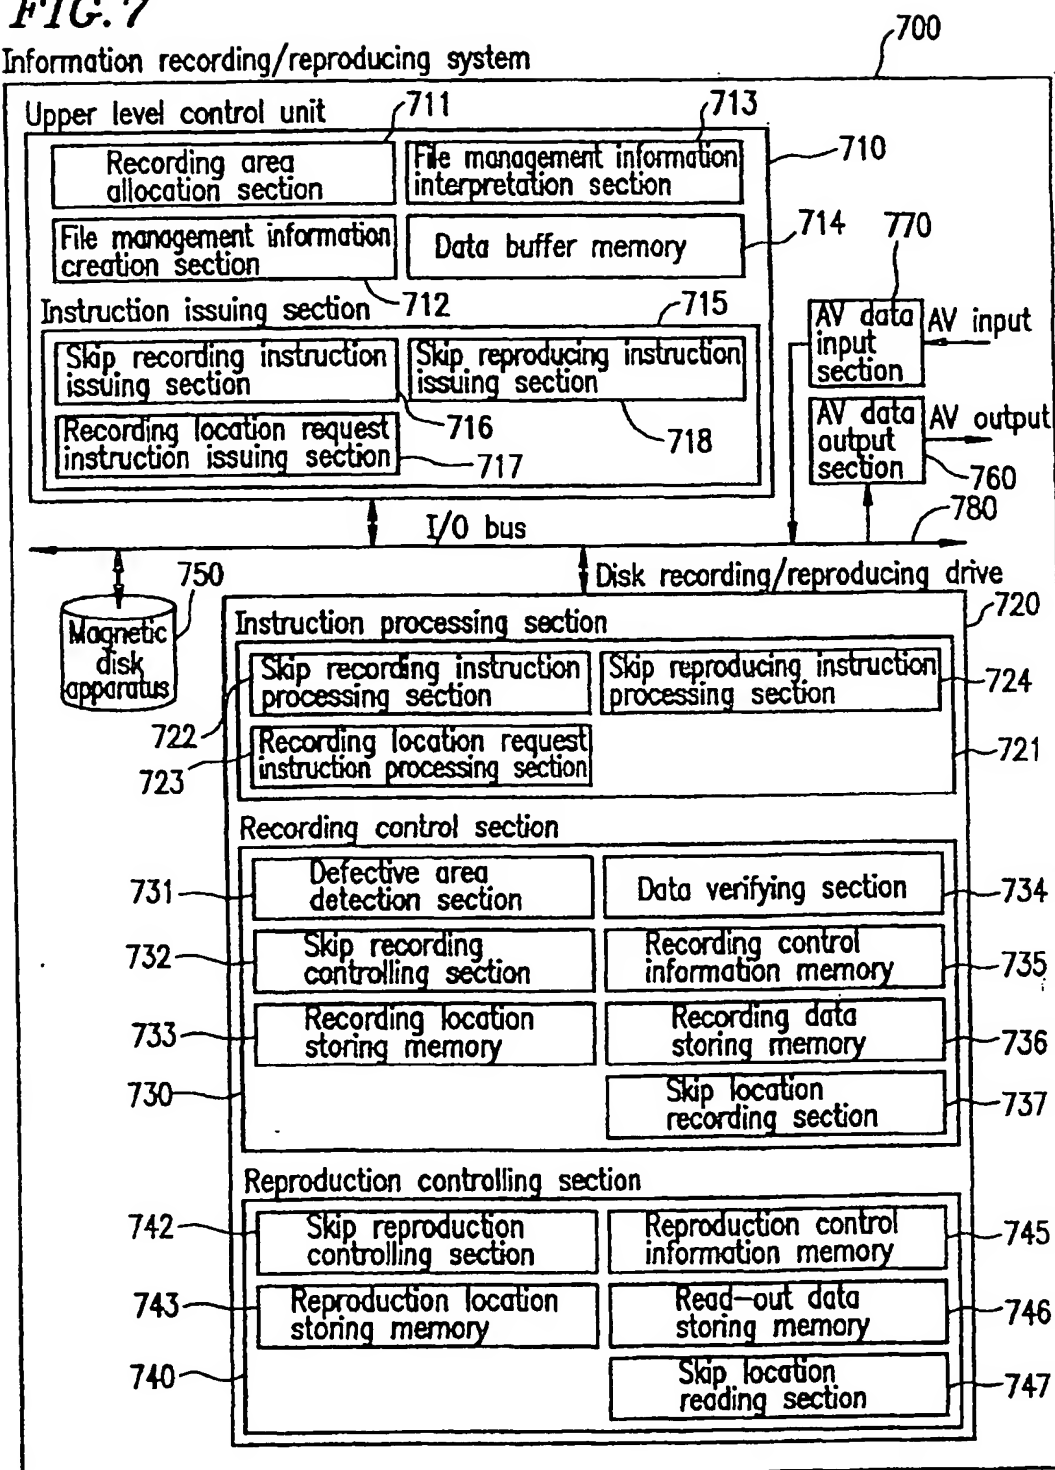 FIG. 7
Information recording/reproducing system
700
Upper level control unit
711
713
710
Recording area
allocation section
File management information
interpretation section
File management information
creation section
Data buffer memory
714
770
712
Instruction issuing section
715
AV data
input
section
AV input
Skip recording instruction
issuing section
Skip reproducing instruction
issuing section
716
718
AV data
output
section
AV output
Recording location request
instruction issuing section
717
760
I/O bus
780
750
Magnetic
disk
apparatus
Disk recording/reproducing drive
720
Instruction processing section
Skip recording instruction
processing section
Skip reproducing instruction
processing section
724
722
Recording location request
instruction processing section
721
723
Recording control section
731
Defective area
detection section
Data verifying section
734
732
Skip recording
controlling section
Recording control
information memory
735
733
Recording location
storing memory
Recording data
storing memory
736
730
Skip location
recording section
737
Reproduction controlling section
742
Skip reproduction
controlling section
Reproduction control
information memory
745
743
Reproduction location
storing memory
Read-out data
storing memory
746
740
Skip location
reading section
747